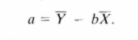 a = Y̅ − bX̅.